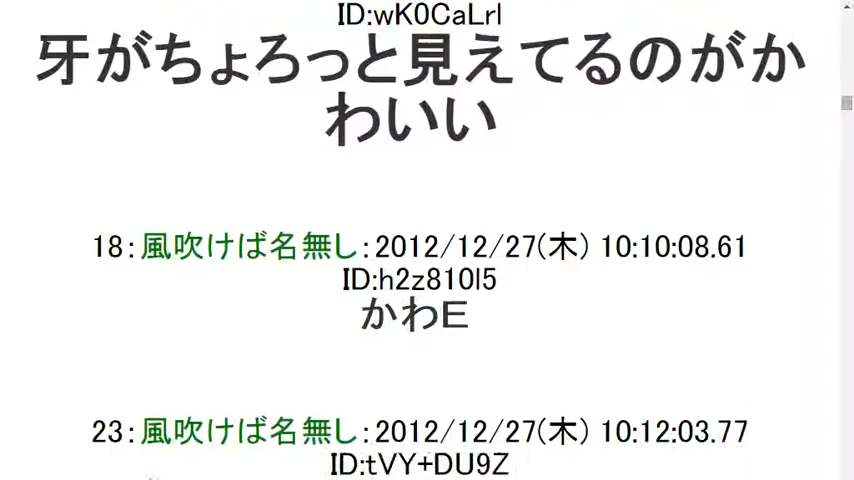 ID:wK0CaLrl
牙がちょろっと見えてるのがか
わいい
18：風吹けば名無し：2012/12/27(木) 10:10:08.61
ID:h2z810l5
かわE
23：風吹けば名無し：2012/12/27(木) 10:12:03.77
ID:tVY+DU9Z